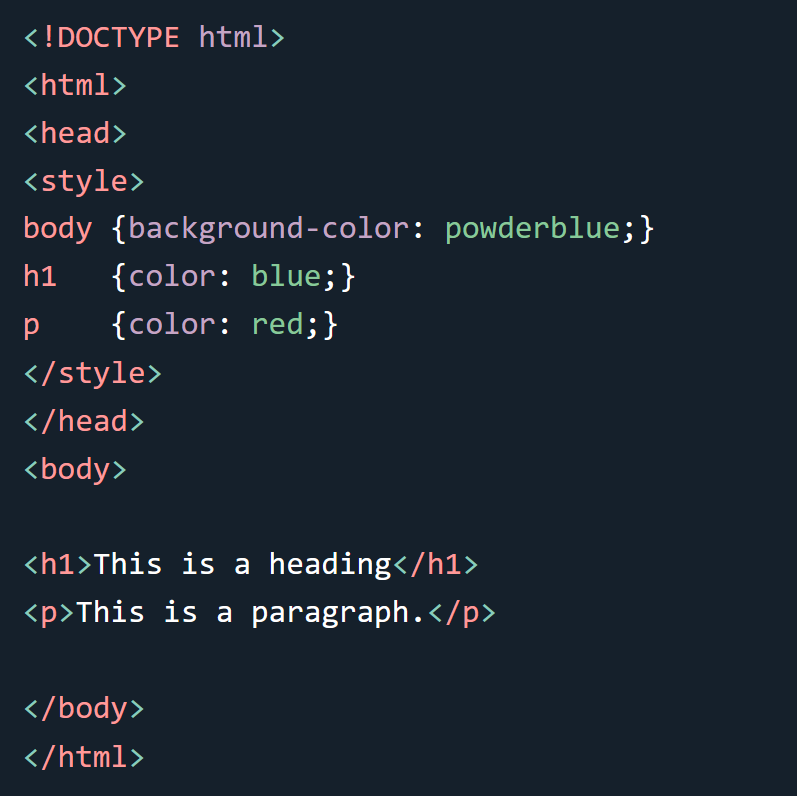 <!DOCTYPE html>
<html>
<head>
<style>
body {background-color: powderblue;}
h1   {color: blue;}
p    {color: red;}
</style>
</head>
<body>

<h1>This is a heading</h1>
<p>This is a paragraph.</p>

</body>
</html>